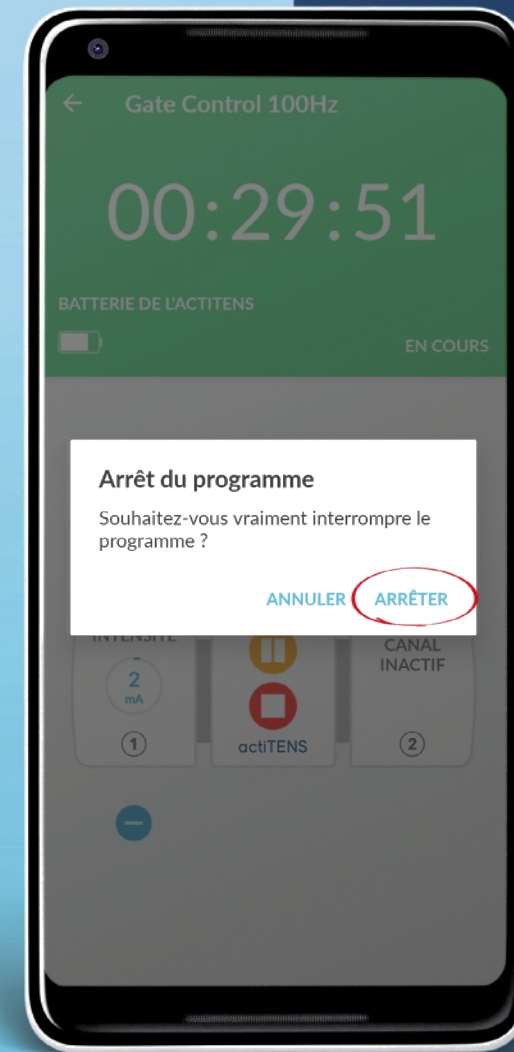 Gate Control 100Hz
00:29:51
BATTERIE DE L'ACTITENS
EN COURS
Arrêt du programme
Souhaitez-vous vraiment interrompre le
programme ?
ANNULER ARRÊTER
INTENSITÉ
2
mA
1
actiTENS
CANAL
INACTIF
2